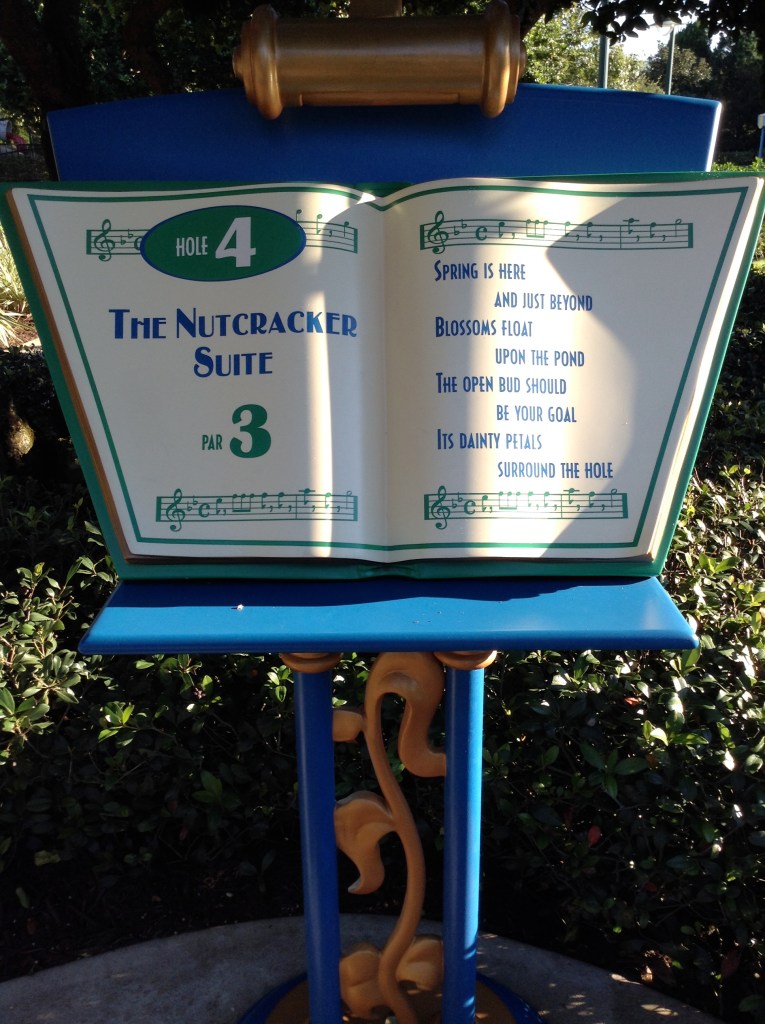 HOLE 4
THE NUTCRACKER
SUITE
PAR 3
SPRING IS HERE
AND JUST BEYOND
BLOSSOMS FLOAT
UPON THE POND
THE OPEN BUD SHOULD
BE YOUR GOAL
ITS DAINTY PETALS
SURROUND THE HOLE